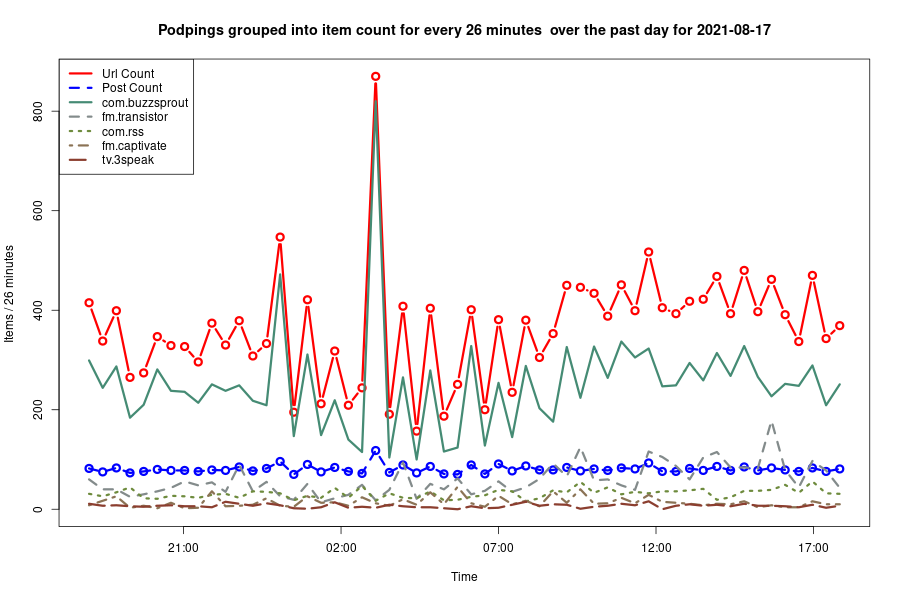 Podpings grouped into item count for every 26 minutes  over the past day for 2021-08-17
Url Count
Post Count
com.buzzsprout
fm.transistor
com.rss
fm.captivate
tv.3speak
Items / 26 minutes
800
600
400
200
0
21:00 02:00 07:00 12:00 17:00
Time